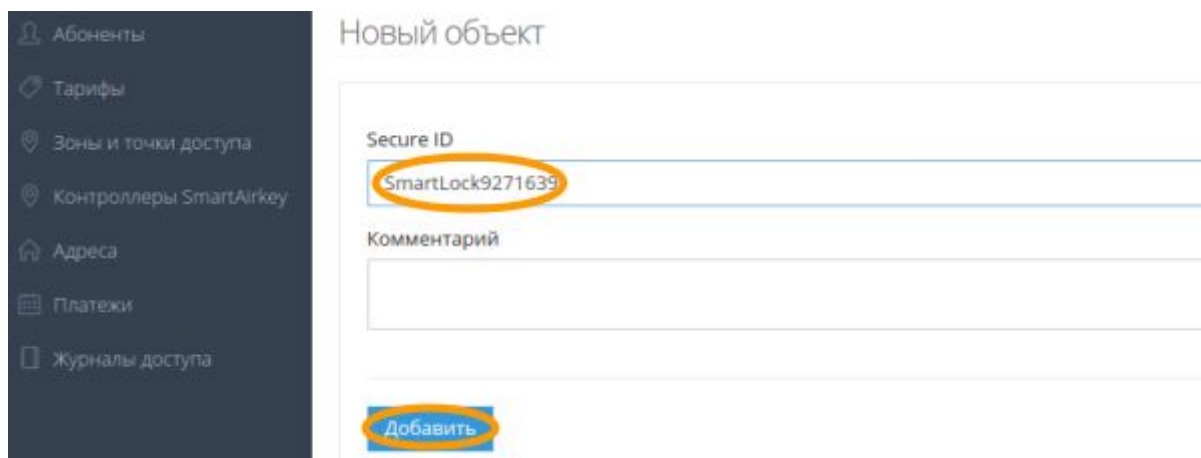 Абоненты
Тарифы
Зоны и точки доступа
Контроллеры SmartAirkey
Адреса
Платежи
Журналы доступа
Новый объект
Secure ID
SmartLock9271639
Комментарий
Добавить